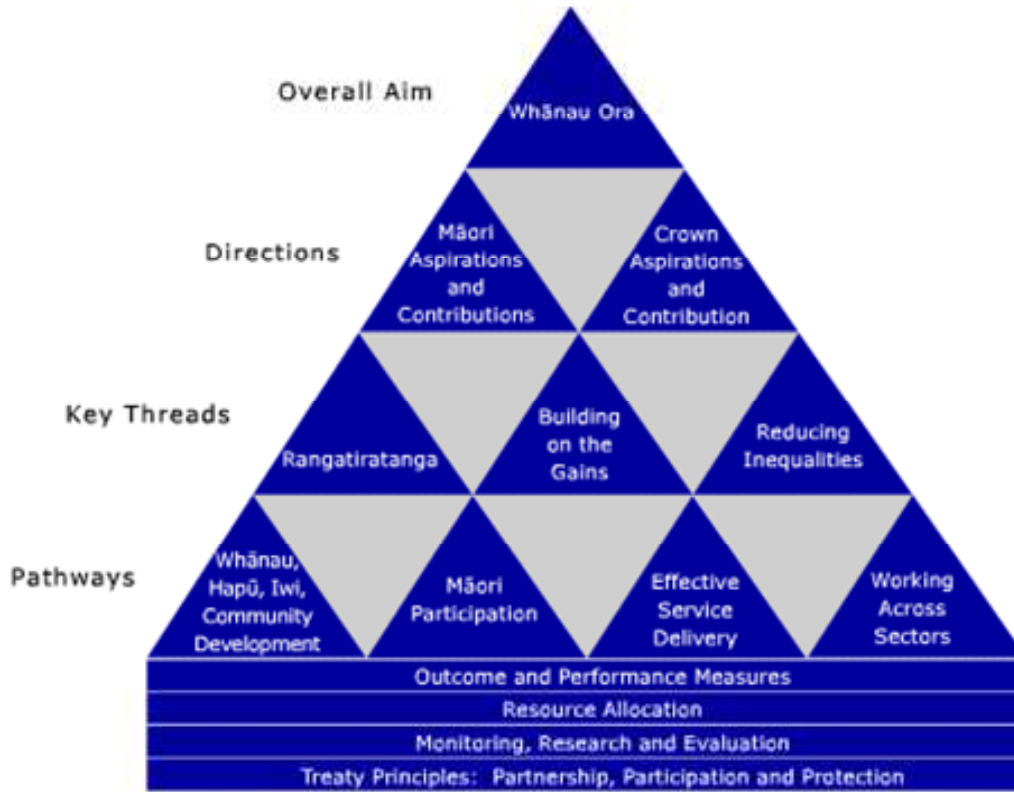 Overall Aim
Whānau Ora
Directions
Māori
Aspirations
and
Contributions
Crown
Aspirations
and
Contribution
Key Threads
Rangatiratanga
Building
on the
Gains
Reducing
Inequalities
Pathways
Whānau,
Hapū, Iwi,
Community
Development
Māori
Participation
Effective
Service
Delivery
Working
Across
Sectors
Outcome and Performance Measures
Resource Allocation
Monitoring, Research and Evaluation
Treaty Principles: Partnership, Participation and Protection